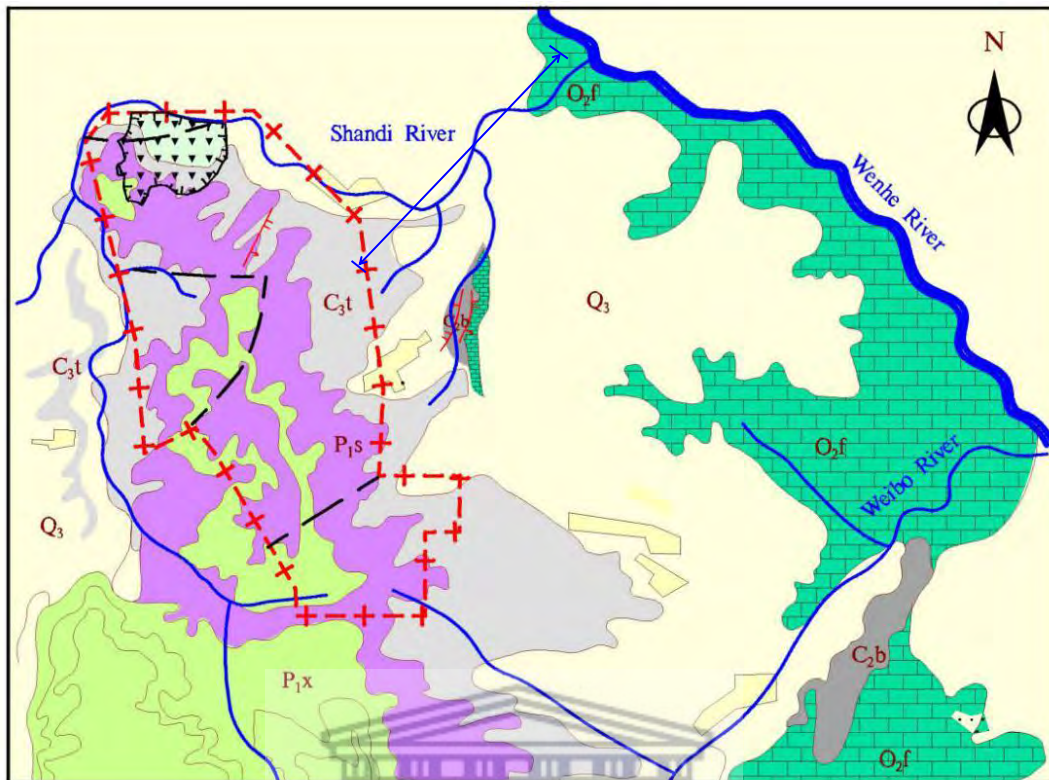 N
O₂f
Shandi River
Wenhe River
Q₃
C₃t
C₂b
C₃t
P₁s
O₂f
Weibo River
Q₃
C₂b
P₁x
O₂f